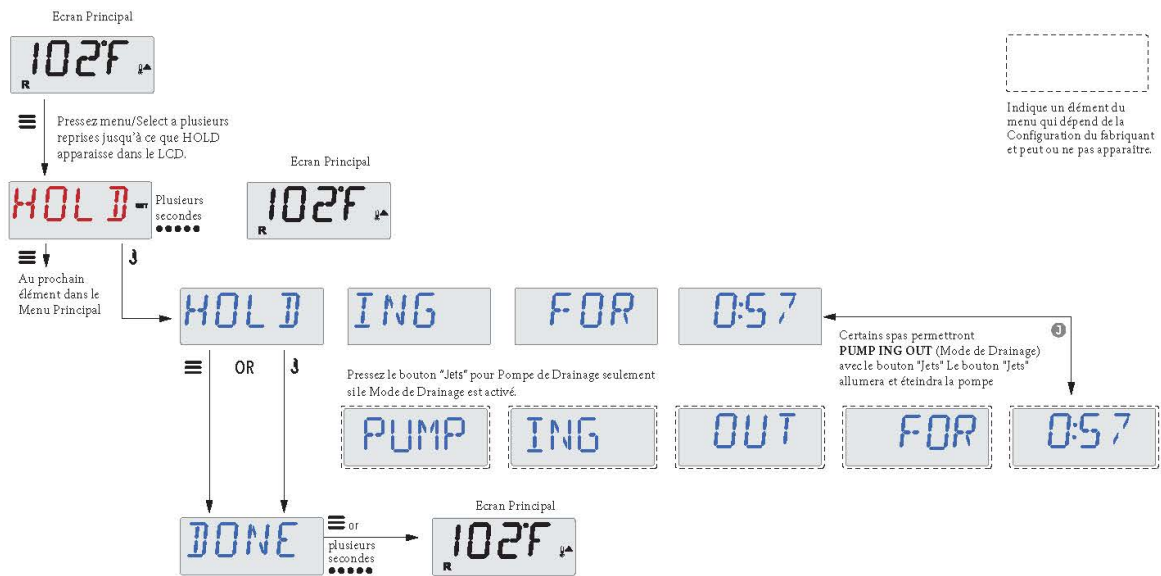 Ecran Principal
102°F
R
Pressez menu/Select a plusieurs
reprises jusqu'à ce que HOLD
apparaisse dans le LCD.
Indique un élément du
menu qui dépend de la
Configuration du fabriquant
et peut ou ne pas apparaître.
Ecran Principal
HOLD SET
Plusieurs
secondes
102°F
R
Au prochain
élément dans le
Menu Principal
HOLD ING FOR 0:57
Certains spas permettront
PUMP ING OUT (Mode de Drainage)
avec le bouton "Jets" Le bouton "Jets"
allumera et éteindra la pompe
J
OR
Pressez le bouton "Jets" pour Pompe de Drainage seulement
si le Mode de Drainage est activé.
PUMP ING OUT FOR 0:57
Ecran Principal
DONE
or
plusieurs
secondes
102°F
R